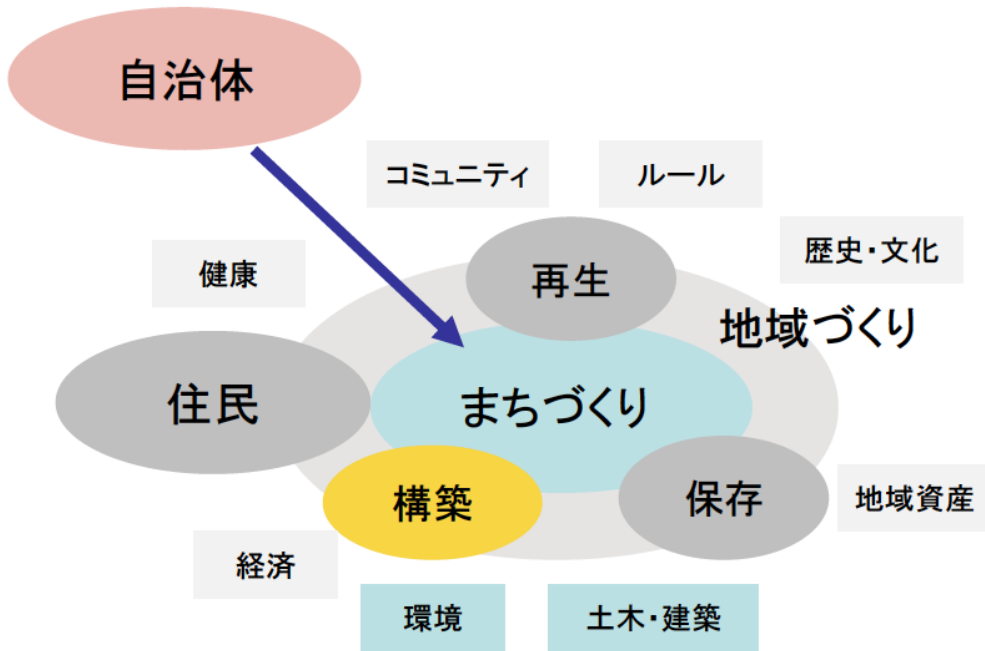 自治体
コミュニティ
ルール
歴史・文化
健康
再生
地域づくり
住民
まちづくり
構築
保存
地域資産
経済
環境
土木・建築